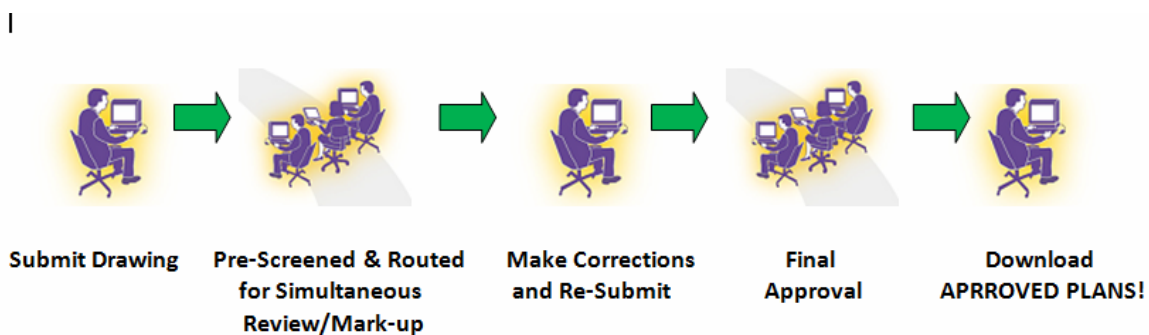 I
Submit Drawing
Pre-Screened & Routed
for Simultaneous
Review/Mark-up
Make Corrections
and Re-Submit
Final
Approval
Download
APRROVED PLANS!